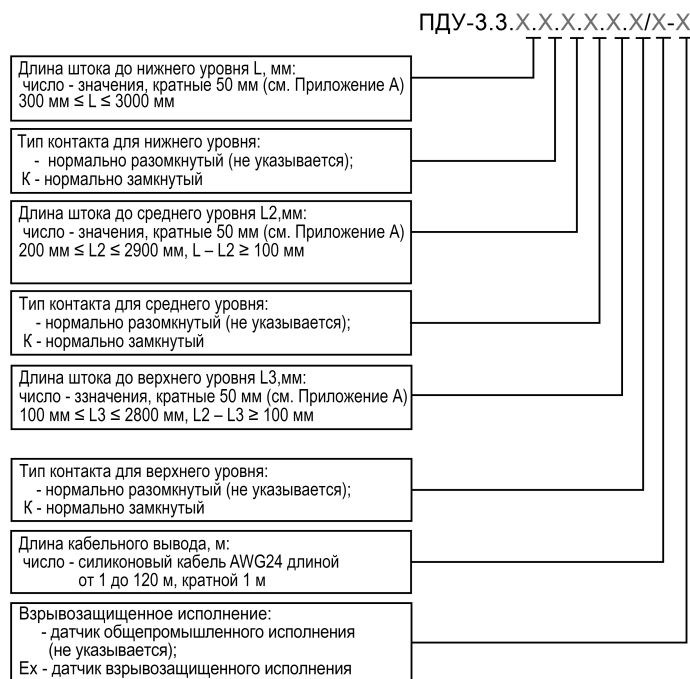 ПДУ-3.3.X.X.X.X.X.X/X-X
Длина штока до нижнего уровня L, мм:
число - значения, кратные 50 мм (см. Приложение А)
300 мм ≤ L ≤ 3000 мм
Тип контакта для нижнего уровня:
- нормально разомкнутый (не указывается);
К - нормально замкнутый
Длина штока до среднего уровня L2,мм:
число - значения, кратные 50 мм (см. Приложение А)
200 мм ≤ L2 ≤ 2900 мм, L – L2 ≥ 100 мм
Тип контакта для среднего уровня:
- нормально разомкнутый (не указывается);
К - нормально замкнутый
Длина штока до верхнего уровня L3,мм:
число - ззначения, кратные 50 мм (см. Приложение А)
100 мм ≤ L3 ≤ 2800 мм, L2 – L3 ≥ 100 мм
Тип контакта для верхнего уровня:
- нормально разомкнутый (не указывается);
К - нормально замкнутый
Длина кабельного вывода, м:
число - силиконовый кабель AWG24 длиной
от 1 до 120 м, кратной 1 м
Взрывозащищенное исполнение:
- датчик общепромышленного исполнения
(не указывается);
Ex - датчик взрывозащищенного исполнения